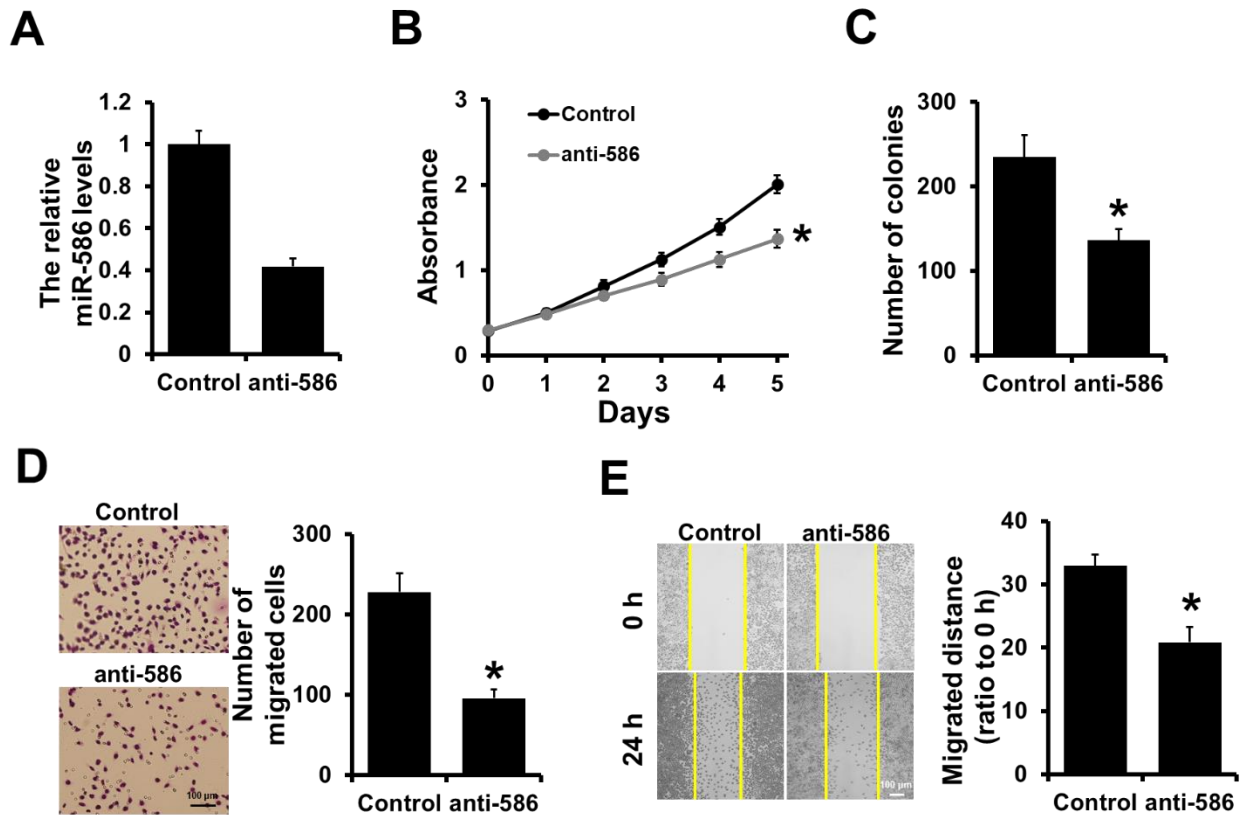 A
The relative
miR-586 levels
1.2
1
0.8
0.6
0.4
0.2
0
Control anti-586
B
Absorbance
3
2
1
0
Control
anti-586
*
0 1 2 3 4 5
Days
C
Number of colonies
300
200
100
0
*
Control anti-586
D
Control
anti-586
100 µm
Number of
migrated cells
300
200
100
0
*
Control anti-586
E
Control anti-586
0 h
24 h
100 µm
Migrated distance
(ratio to 0 h)
40
30
20
10
0
*
Control anti-586